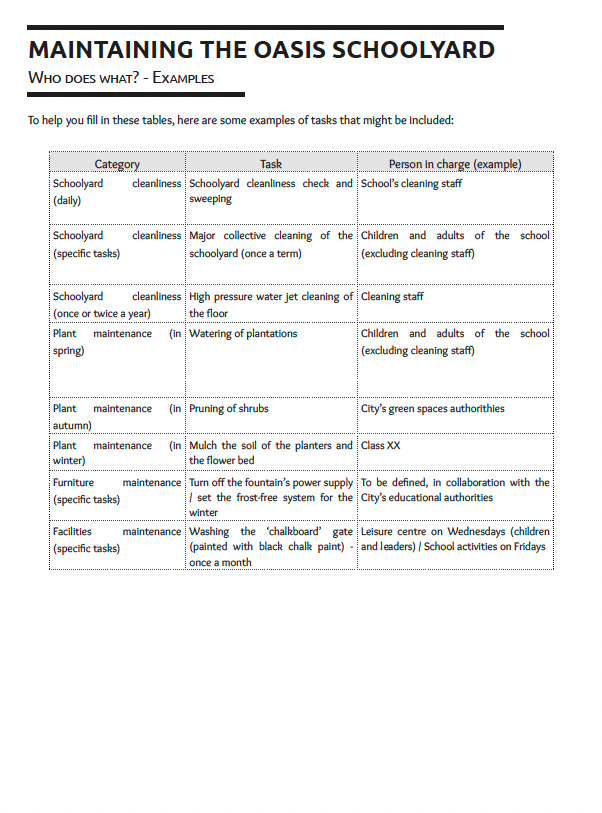 MAINTAINING THE OASIS SCHOOLYARD
WHO DOES WHAT? - EXAMPLES
To help you fill in these tables, here are some examples of tasks that might be included:
Category Task Person in charge (example)
Schoolyard cleanliness (daily)
Schoolyard cleanliness check and sweeping
School's cleaning staff
Schoolyard cleanliness (specific tasks)
Major collective cleaning of the schoolyard (once a term)
Children and adults of the school (excluding cleaning staff)
Schoolyard cleanliness (once or twice a year)
High pressure water jet cleaning of the floor
Cleaning staff
Plant maintenance (in spring)
Watering of plantations
Children and adults of the school (excluding cleaning staff)
Plant maintenance (in autumn)
Pruning of shrubs
City's green spaces authorithies
Plant maintenance (in winter)
Mulch the soil of the planters and the flower bed
Class XX
Furniture maintenance (specific tasks)
Turn off the fountain's power supply / set the frost-free system for the winter
To be defined, in collaboration with the City's educational authorities
Facilities maintenance (specific tasks)
Washing the 'chalkboard' gate (painted with black chalk paint) - once a month
Leisure centre on Wednesdays (children and leaders) / School activities on Fridays